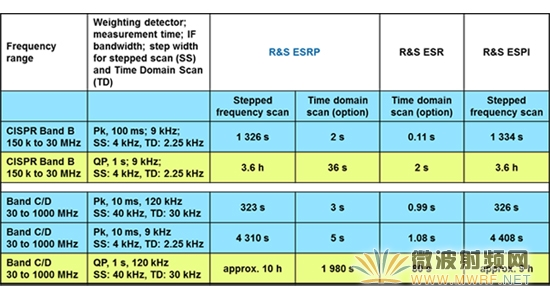 Frequency range
Weighting detector; measurement time; IF bandwidth; step width for stepped scan (SS) and Time Domain Scan (TD)
R&S ESRP
R&S ESR
R&S ESPI
Stepped frequency scan
Time domain scan (option)
Time domain scan (option)
Stepped frequency scan
CISPR Band B 150 k to 30 MHz
Pk, 100 ms; 9 kHz; SS: 4 kHz, TD: 2.25 kHz
1 326 s
2 s
0.11 s
1 334 s
CISPR Band B 150 k to 30 MHz
QP, 1 s; 9 kHz; SS: 4 kHz, TD: 2.25 kHz
3.6 h
36 s
2 s
3.6 h
Band C/D 30 to 1000 MHz
Pk, 10 ms, 120 kHz SS: 40 kHz, TD: 30 kHz
323 s
3 s
0.99 s
326 s
Band C/D 30 to 1000 MHz
Pk, 10 ms, 9 kHz SS: 4 kHz, TD: 2.25 kHz
4 310 s
5 s
1.08 s
4 408 s
Band C/D 30 to 1000 MHz
QP, 1 s, 120 kHz SS: 40 kHz, TD: 30 kHz
approx. 10 h
1 980 s
approx.
微波射频网
WWW.MWRF.NET